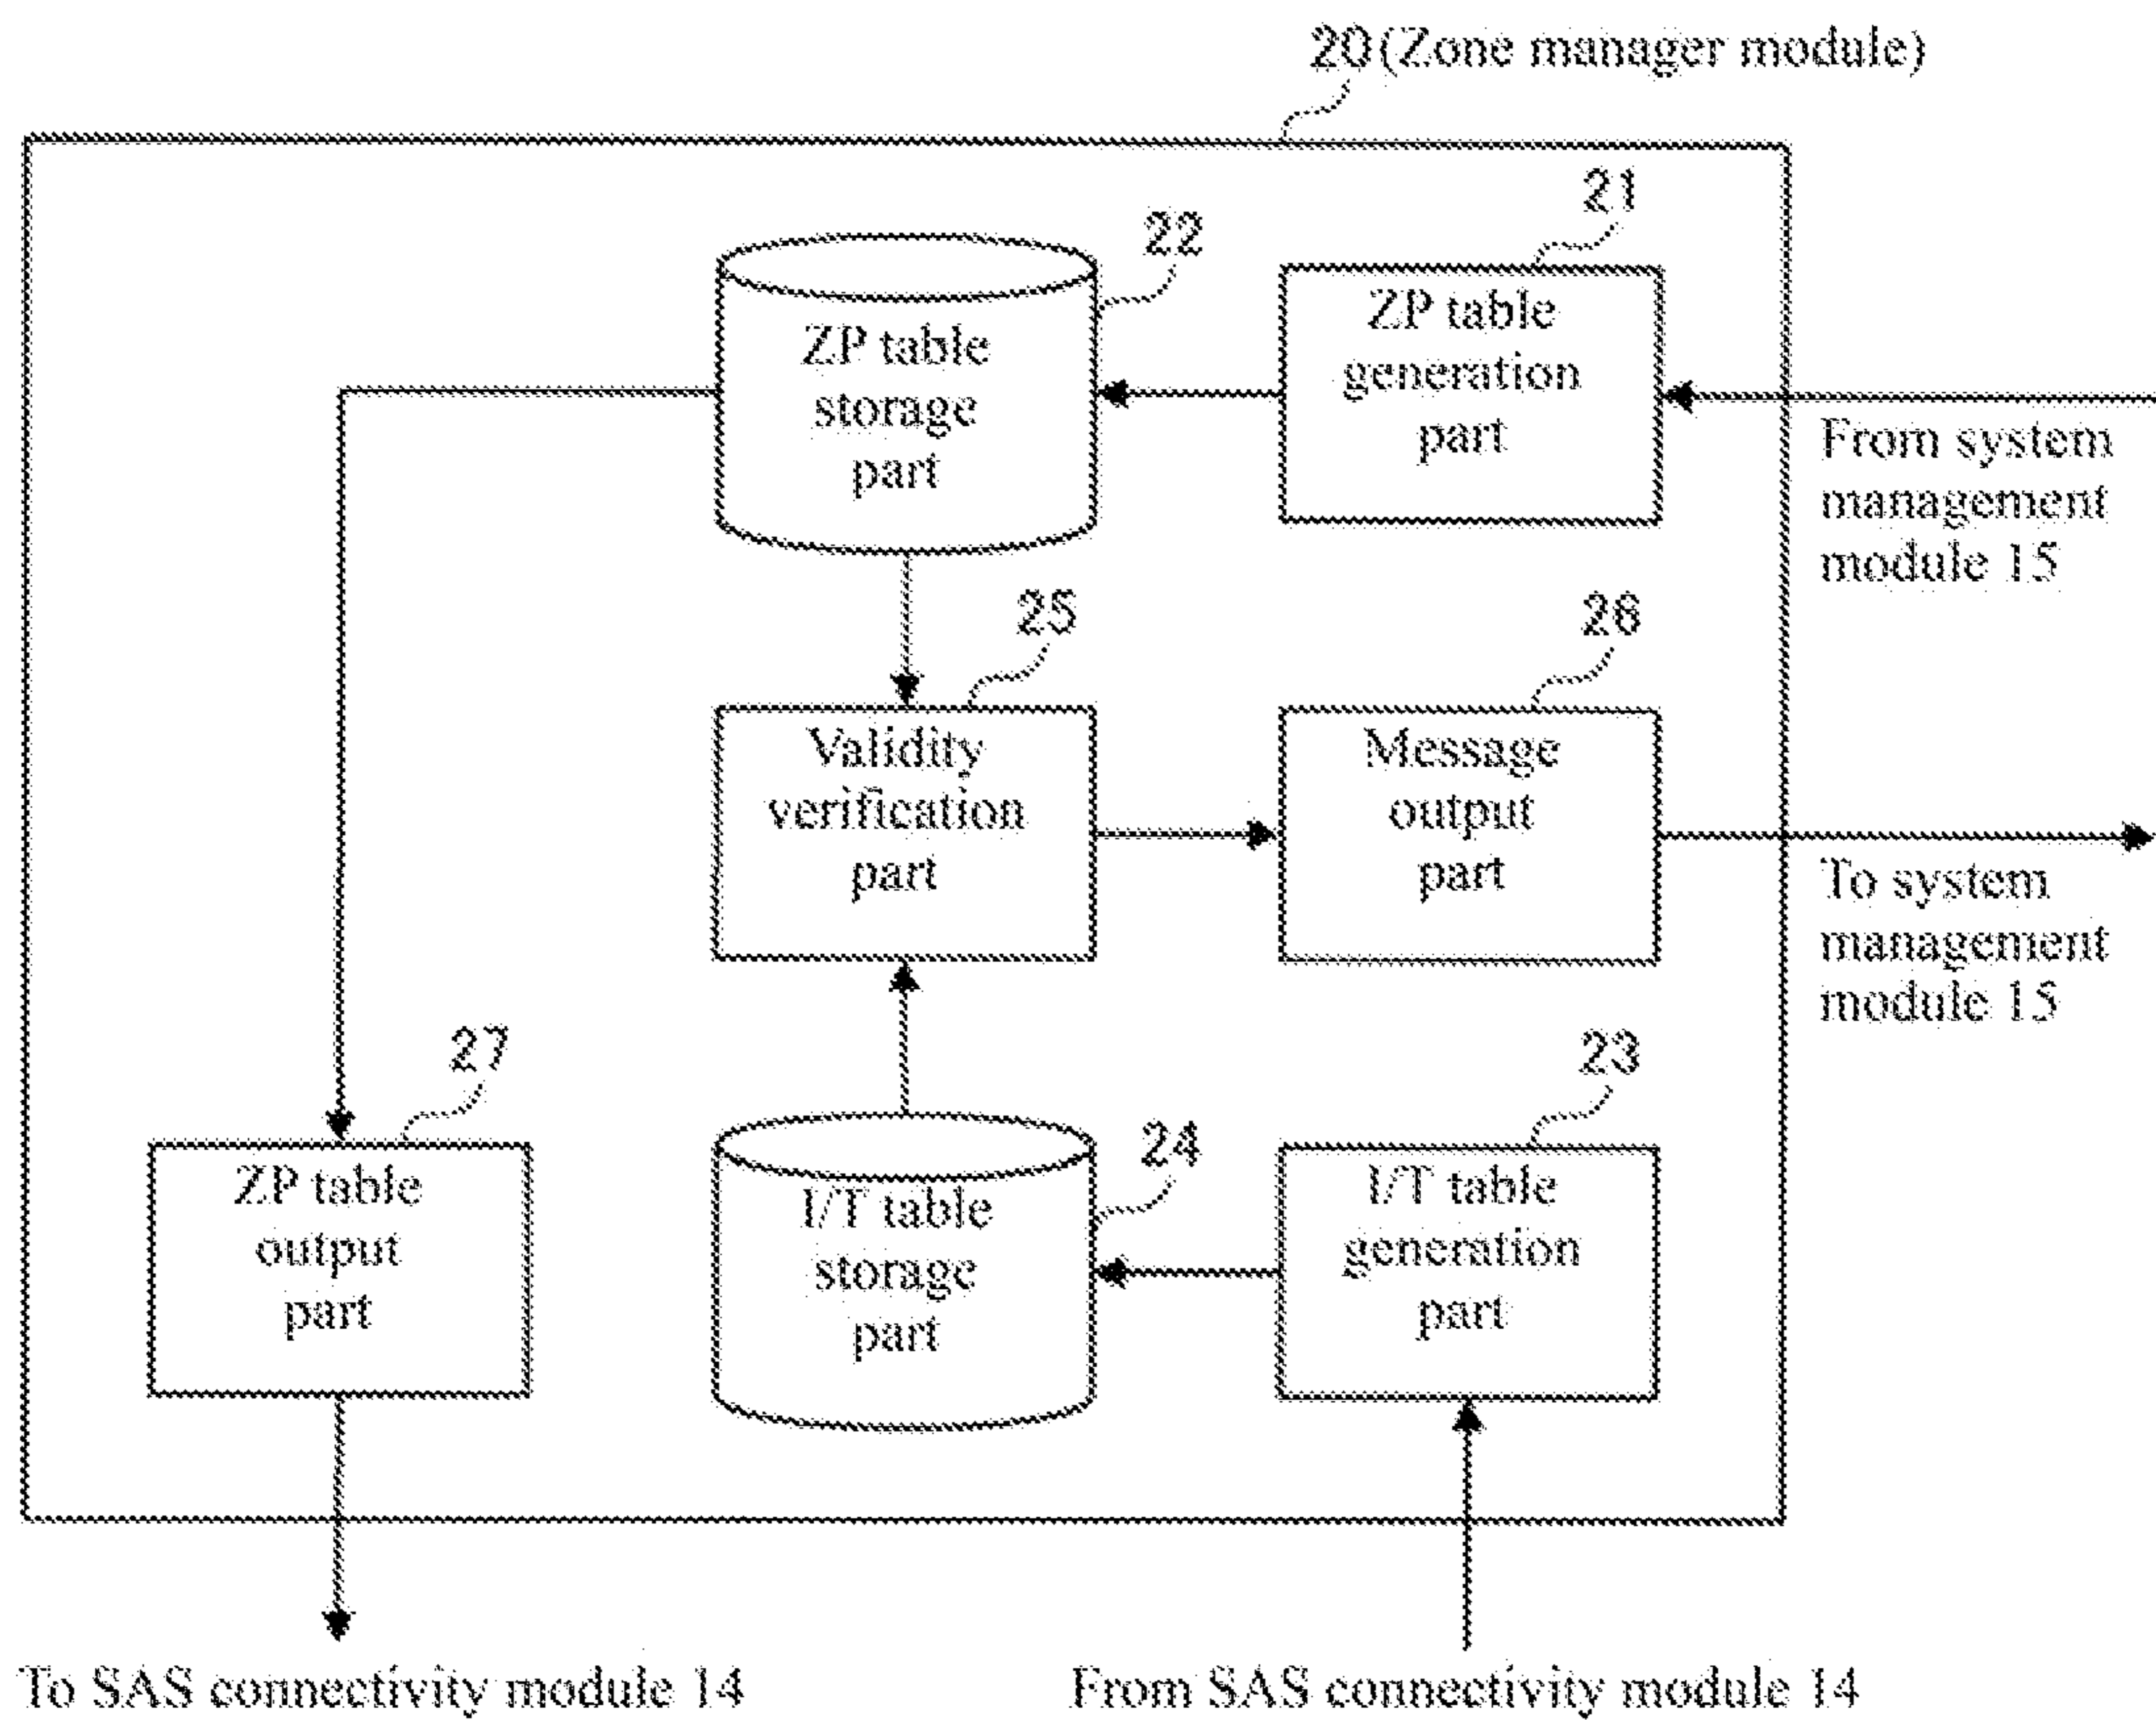 20(Zone manager module)
21
22
ZP table
generation
part
ZP table
storage
part
From system
management
module 15
25
26
Validity
verification
part
Message
output
part
To system
management
module 15
27
23
24
ZP table
output
part
I/T table
storage
part
I/T table
generation
part
To SAS connectivity module 14
From SAS connectivity module 14